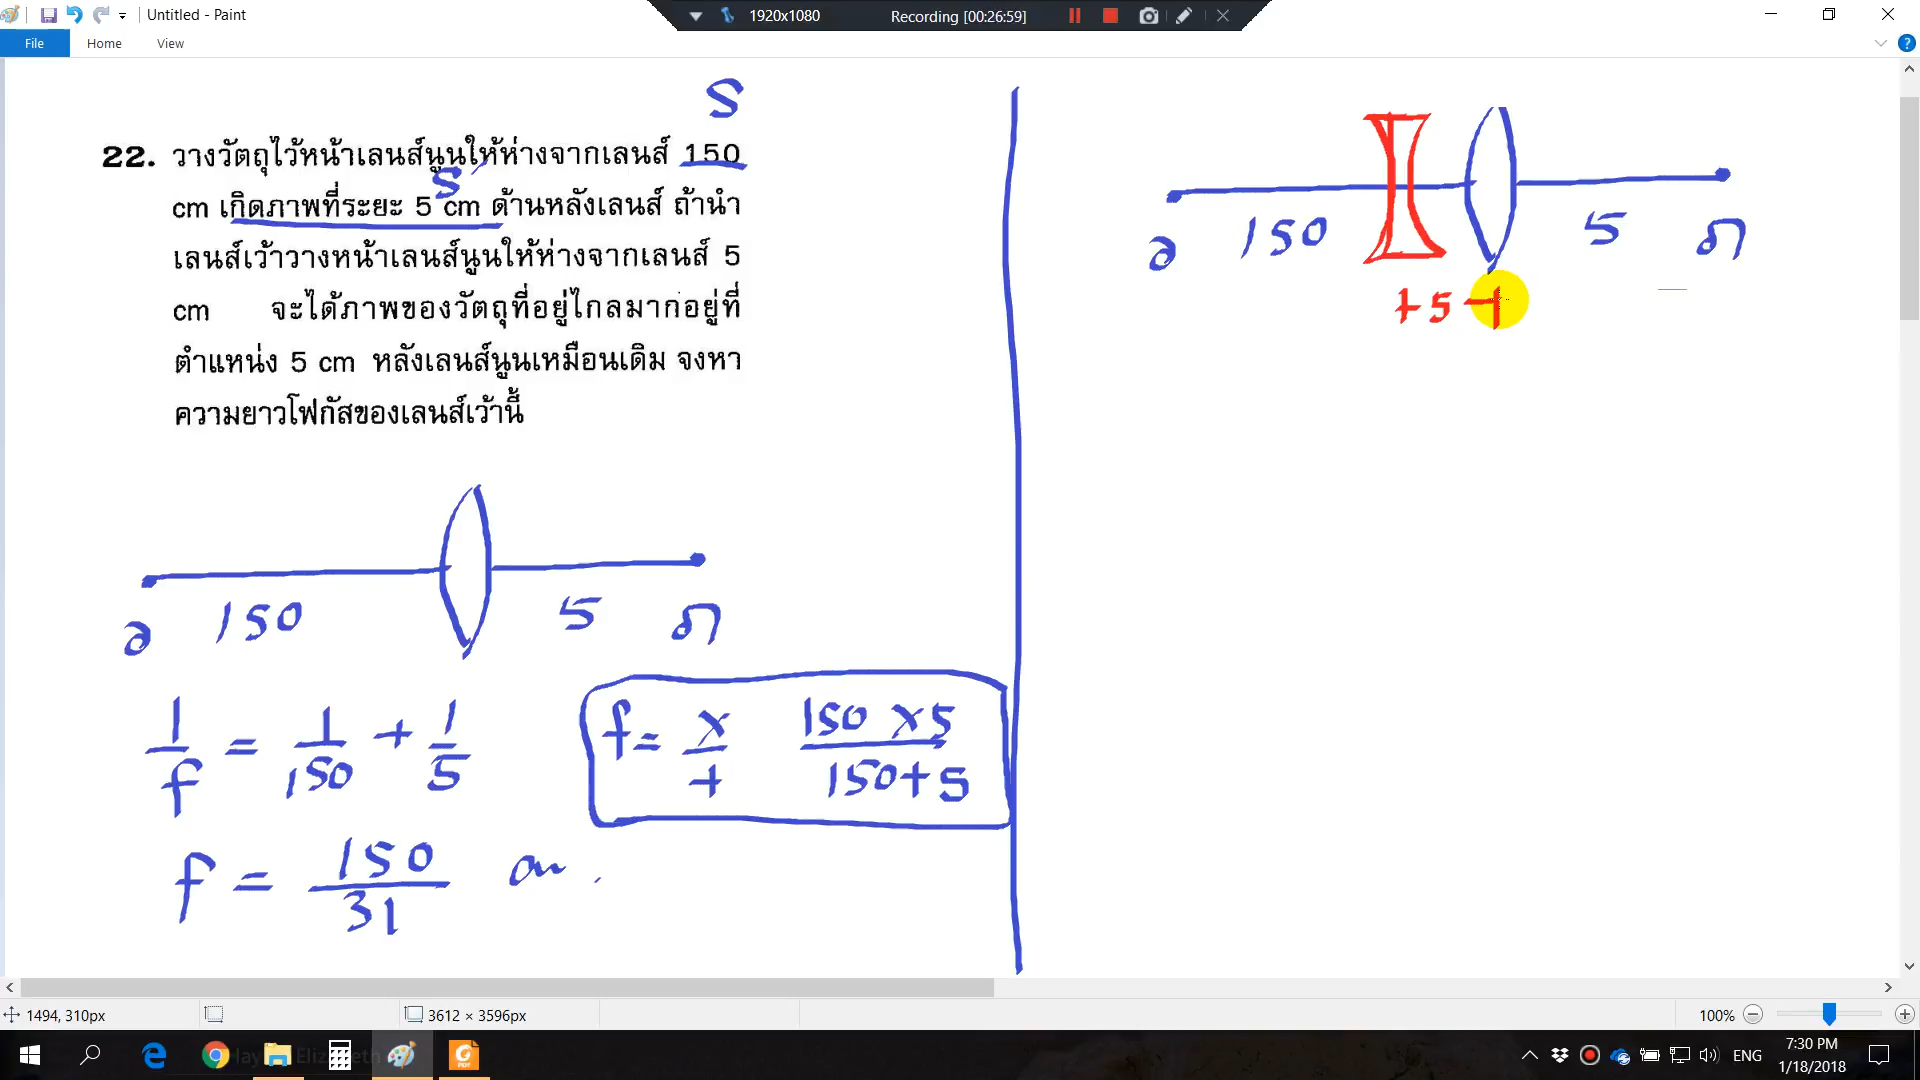 Untitled - Paint
1920x1080
Recording [00:26:59]
File
Home
View
S
22. วางวัตถุไว้หน้าเลนส์นูนให้ห่างจากเลนส์ 150
S'
cm เกิดภาพที่ระยะ 5 cm ด้านหลังเลนส์ ถ้านำ
เลนส์เว้าวางหน้าเลนส์นูนให้ห่างจากเลนส์ 5
cm จะได้ภาพของวัตถุที่อยู่ไกลมากอยู่ที่
ตำแหน่ง 5 cm หลังเลนส์นูนเหมือนเดิม จงหา
ความยาวโฟกัสของเลนส์เว้านี้
150 5 ภ
1/f = 1/150 + 1/5
f = x/+ 150 x 5 / 150+5
f = 150/31
150 5 ภ
+5
1494, 310px
3612 × 3596px
100%
ENG
7:30 PM
1/18/2018